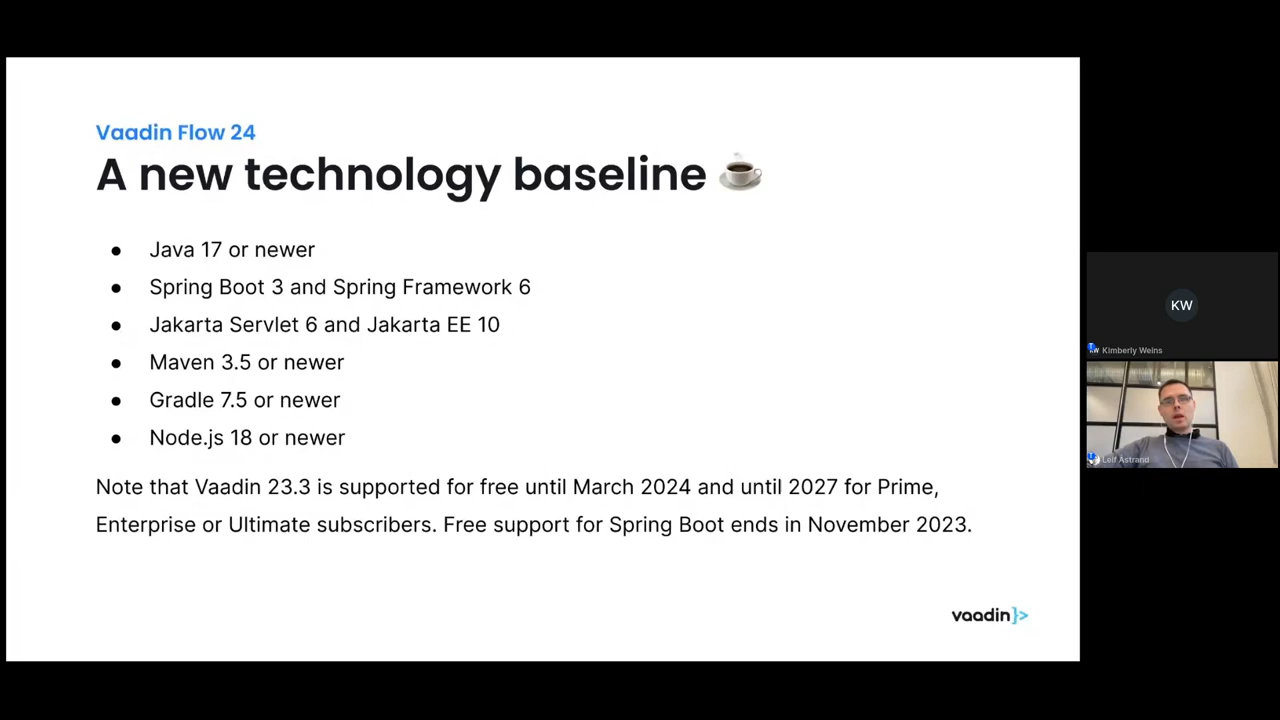 Vaadin Flow 24
A new technology baseline
● Java 17 or newer
● Spring Boot 3 and Spring Framework 6
● Jakarta Servlet 6 and Jakarta EE 10
● Maven 3.5 or newer
● Gradle 7.5 or newer
● Node.js 18 or newer
Note that Vaadin 23.3 is supported for free until March 2024 and until 2027 for Prime,
Enterprise or Ultimate subscribers. Free support for Spring Boot ends in November 2023.
vaadin}>
KW
Kimberly Weins
Leif Åstrand